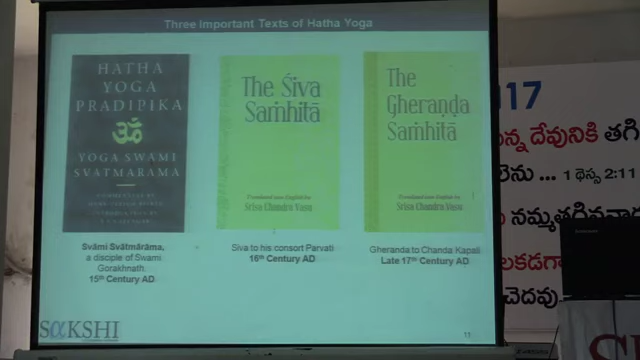 Three Important Texts of Hatha Yoga
HATHA
YOGA
PRADIPIKA
ॐ
YOGA SWAMI
SVATMARAMA
The Śiva
Saṁhitā
Translated into English by
Śrīśa Chandra Vasu
The
Gheraṇḍa
Saṁhitā
Translated into English by
Śrīśa Chandra Vasu
Svāmi Svātmārāma,
a disciple of Swami
Gorakhnath.
15th Century AD
Siva to his consort Parvati
16th Century AD
Gheranda to Chanda Kapali
Late 17th Century AD
SαKSHI
11
17
న్న దేవునికి తగి
లెను ... 1 థెస్స 2:11